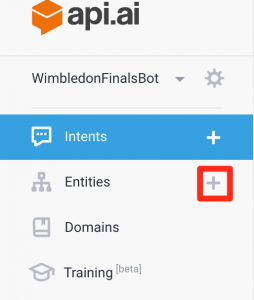 api.ai
WimbledonFinalsBot
Intents
Entities
Domains
Training [beta]